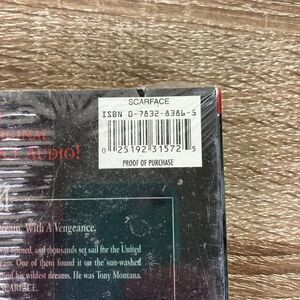 SCARFACE
ISBN 0-7832-8386-5
0 25192 31572 5
PROOF OF PURCHASE
AUDIO!
With A Vengeance.
opened, and thousands set sail for the United
One of them found it on the sun-washed
his wildest dreams. He was Tony Montana.
SCARFACE.